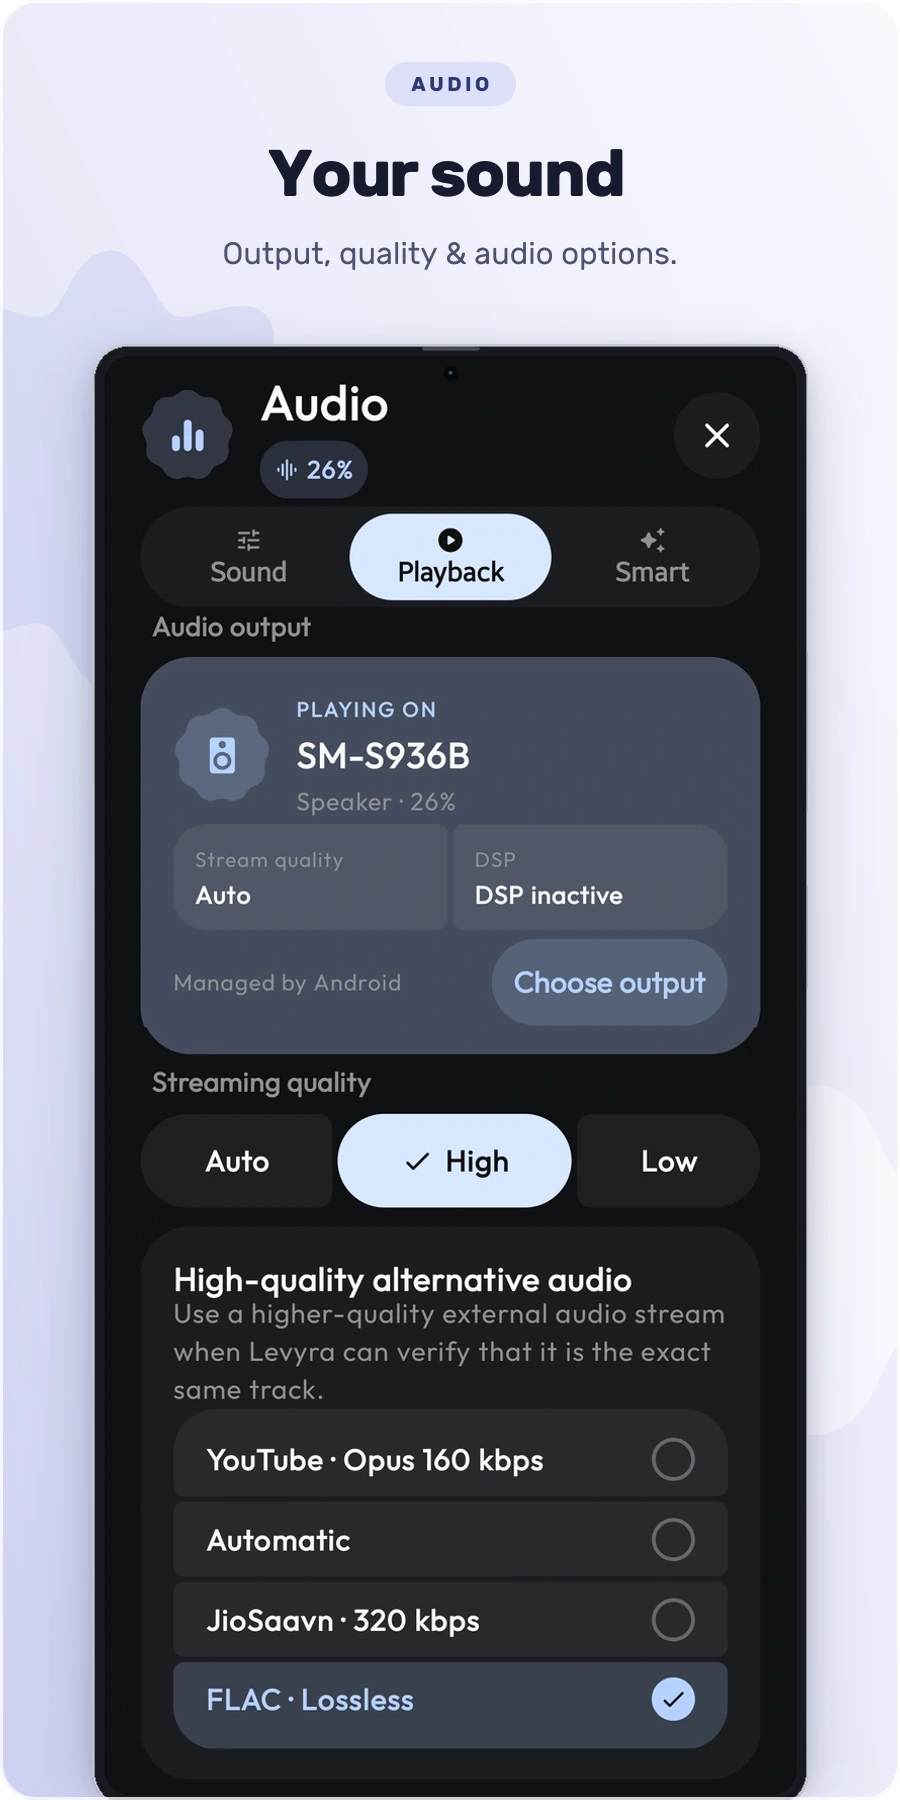 AUDIO
Your sound
Output, quality & audio options.
Audio
26%
Sound
Playback
Smart
Audio output
PLAYING ON
SM-S936B
Speaker · 26%
Stream quality
Auto
DSP
DSP inactive
Managed by Android
Choose output
Streaming quality
Auto
High
Low
High-quality alternative audio
Use a higher-quality external audio stream
when Levyra can verify that it is the exact
same track.
YouTube · Opus 160 kbps
Automatic
JioSaavn · 320 kbps
FLAC · Lossless